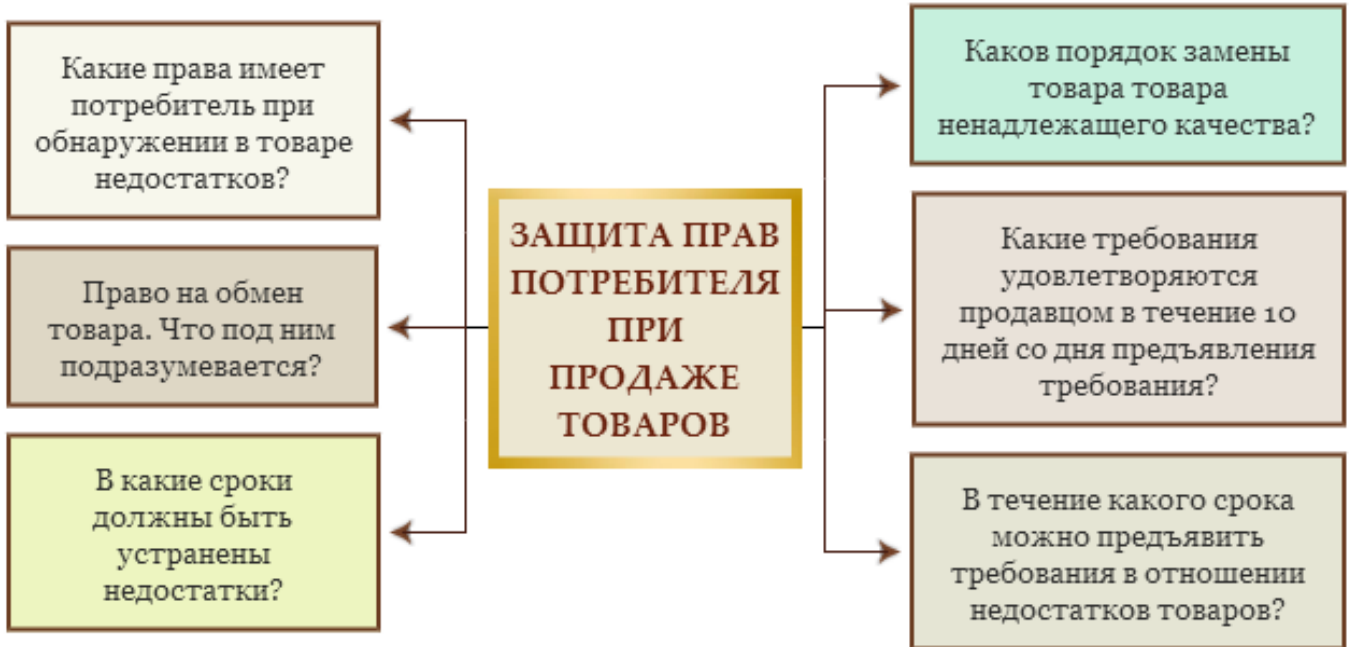 Какие права имеет
потребитель при
обнаружении в товаре
недостатков?
Право на обмен
товара. Что под ним
подразумевается?
В какие сроки
должны быть
устранены
недостатки?
ЗАЩИТА ПРАВ
ПОТРЕБИТЕЛЯ
ПРИ
ПРОДАЖЕ
ТОВАРОВ
Каков порядок замены
товара товара
ненадлежащего качества?
Какие требования
удовлетворяются
продавцом в течение 10
дней со дня предъявления
требования?
В течение какого срока
можно предъявить
требования в отношении
недостатков товаров?